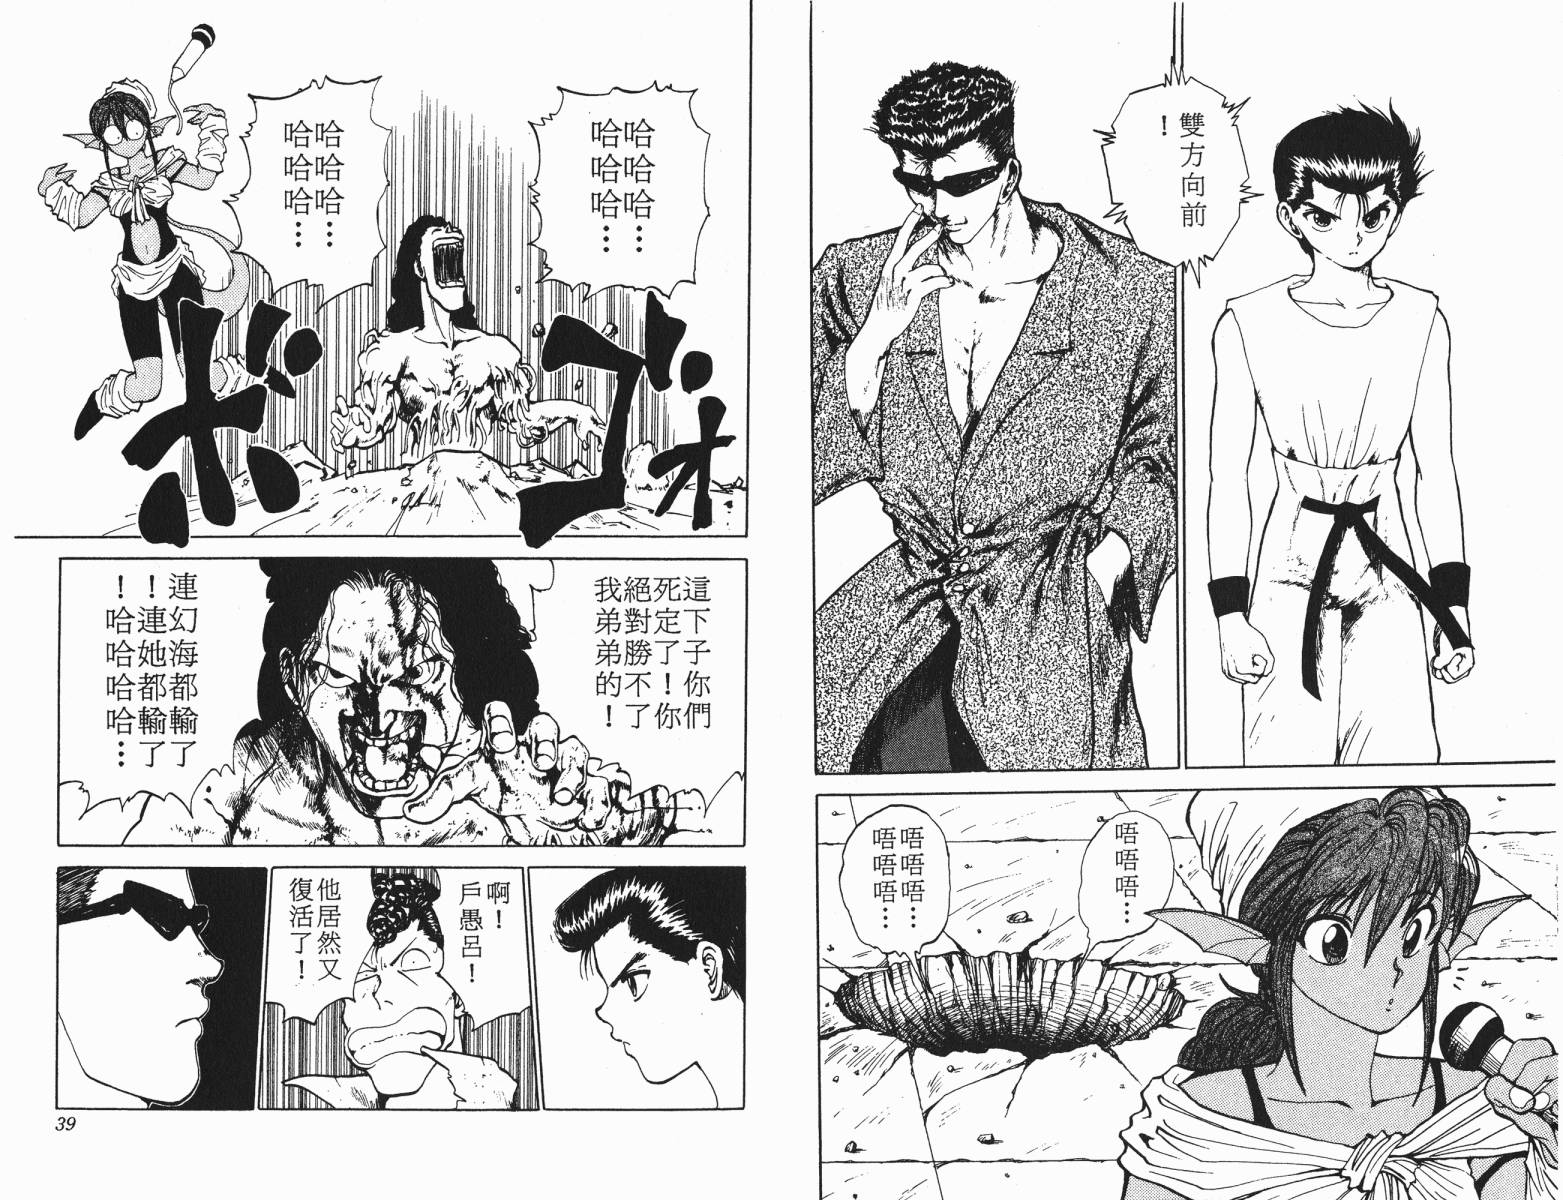 雙方向前
！
唔唔唔…
唔唔唔…
唔唔唔…
哈哈哈…
哈哈哈…
哈哈哈…
哈哈哈…
ボゴォ
這下子你們
死定了！你
絕對勝不了
我弟弟的！
連幻海都輸了
！連她都輸了
！哈哈哈哈…
啊！
戶愚呂！
他居然又
復活了！
39